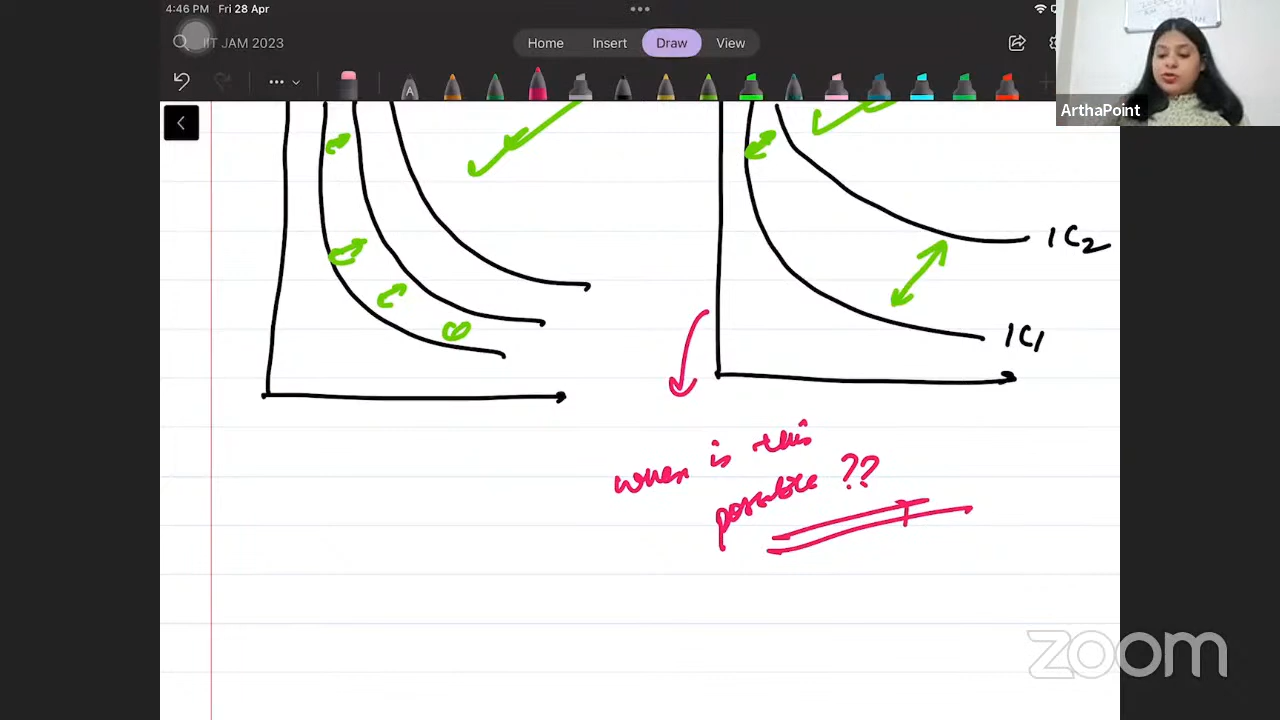 4:46 PM Fri 28 Apr
IIT JAM 2023
Home Insert Draw View
A
ArthaPoint
IC2
IC1
when is this
possible ??
zoom